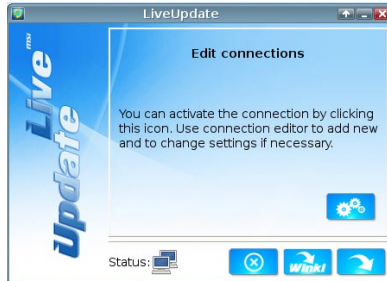 LiveUpdate
msi
Live
Update
Edit connections
You can activate the connection by clicking
this icon. Use connection editor to add new
and to change settings if necessary.
Status:
Winki